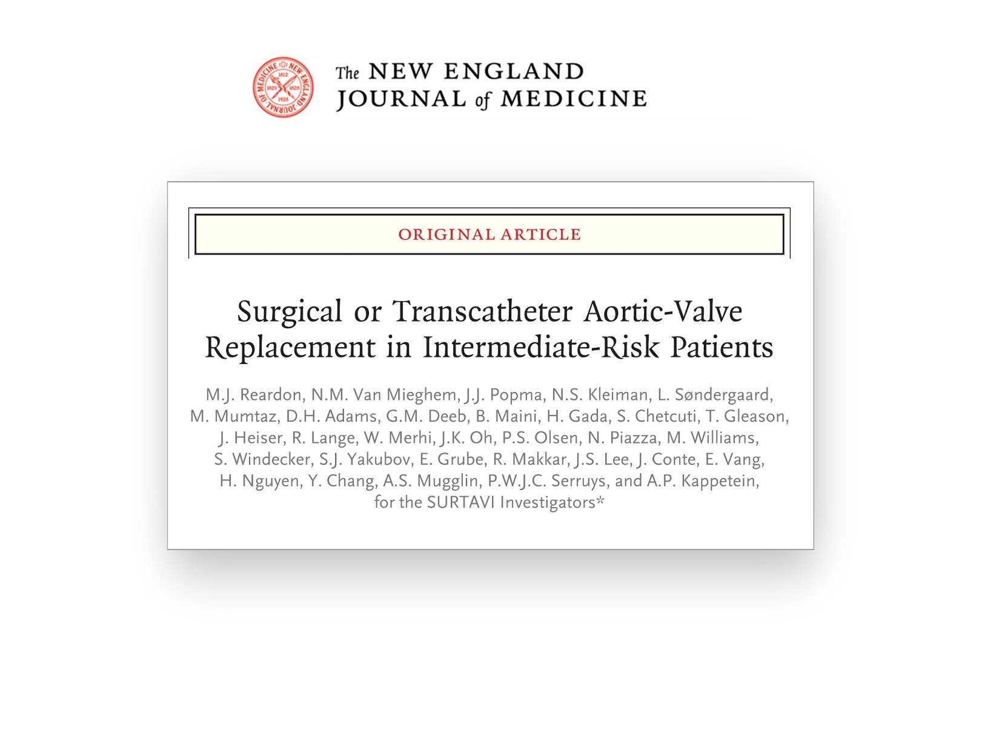 The NEW ENGLAND
JOURNAL of MEDICINE
NEW ENGLAND JOURNAL OF MEDICINE
1812
1823 1828
1928
ORIGINAL ARTICLE
Surgical or Transcatheter Aortic-Valve
Replacement in Intermediate-Risk Patients
M.J. Reardon, N.M. Van Mieghem, J.J. Popma, N.S. Kleiman, L. Søndergaard,
M. Mumtaz, D.H. Adams, G.M. Deeb, B. Maini, H. Gada, S. Chetcuti, T. Gleason,
J. Heiser, R. Lange, W. Merhi, J.K. Oh, P.S. Olsen, N. Piazza, M. Williams,
S. Windecker, S.J. Yakubov, E. Grube, R. Makkar, J.S. Lee, J. Conte, E. Vang,
H. Nguyen, Y. Chang, A.S. Mugglin, P.W.J.C. Serruys, and A.P. Kappetein,
for the SURTAVI Investigators*